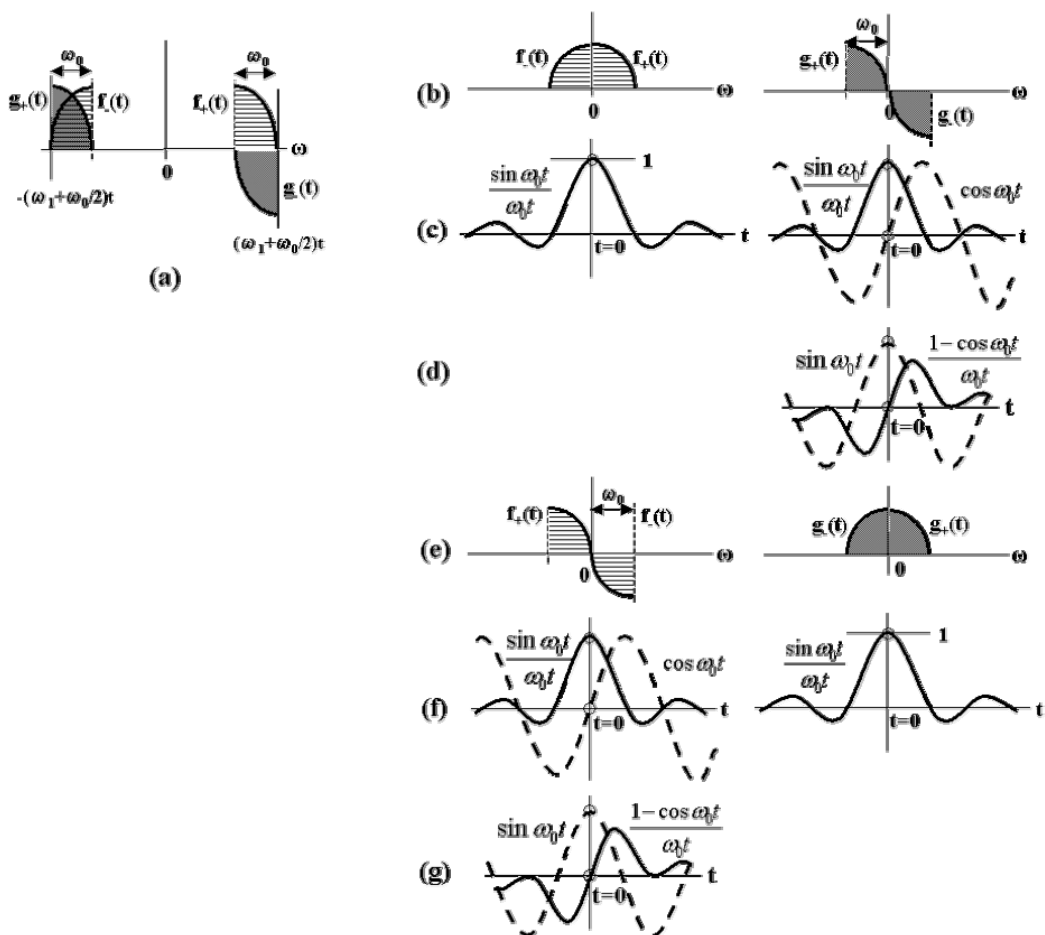 ω₀
ω₀
g₊(t)
f₋(t)
f₊(t)
ω
0
g₋(t)
-(ω₁+ω₀/2)t
(ω₁+ω₀/2)t
(a)
(b)
f₋(t)
f₊(t)
0
ω
ω₀
g₊(t)
0
ω
g₋(t)
(c)
sin ω₀t
ω₀t
1
t=0
t
sin ω₀t
ω₀t
cos ω₀t
t=0
t
(d)
sin ω₀t
1 − cos ω₀t
ω₀t
t=0
t
(e)
f₊(t)
ω₀
f₋(t)
0
ω
g₋(t)
g₊(t)
0
ω
(f)
sin ω₀t
ω₀t
cos ω₀t
t=0
t
sin ω₀t
ω₀t
1
t=0
t
(g)
sin ω₀t
1 − cos ω₀t
ω₀t
t=0
t